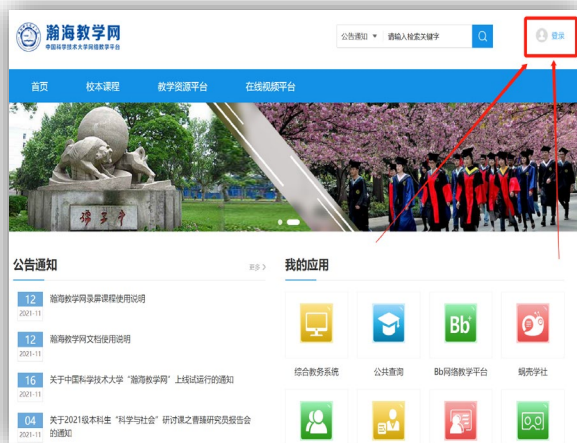 瀚海教学网
中国科学技术大学网络教学平台
公告通知 请输入检索关键字
登录
首页 校本课程 教学资源平台 在线视频平台
孺子牛
公告通知 更多 >
我的应用
12
2021-11
瀚海教学网录屏课程使用说明
12
2021-11
瀚海教学网文档使用说明
16
2021-11
关于中国科学技术大学“瀚海教学网”上线试运行的通知
04
2021-11
关于2021级本科生“科学与社会”研讨课之曹臻研究员报告会
的通知
Bb
综合教务系统 公共查询 Bb网络教学平台 蜗壳学社